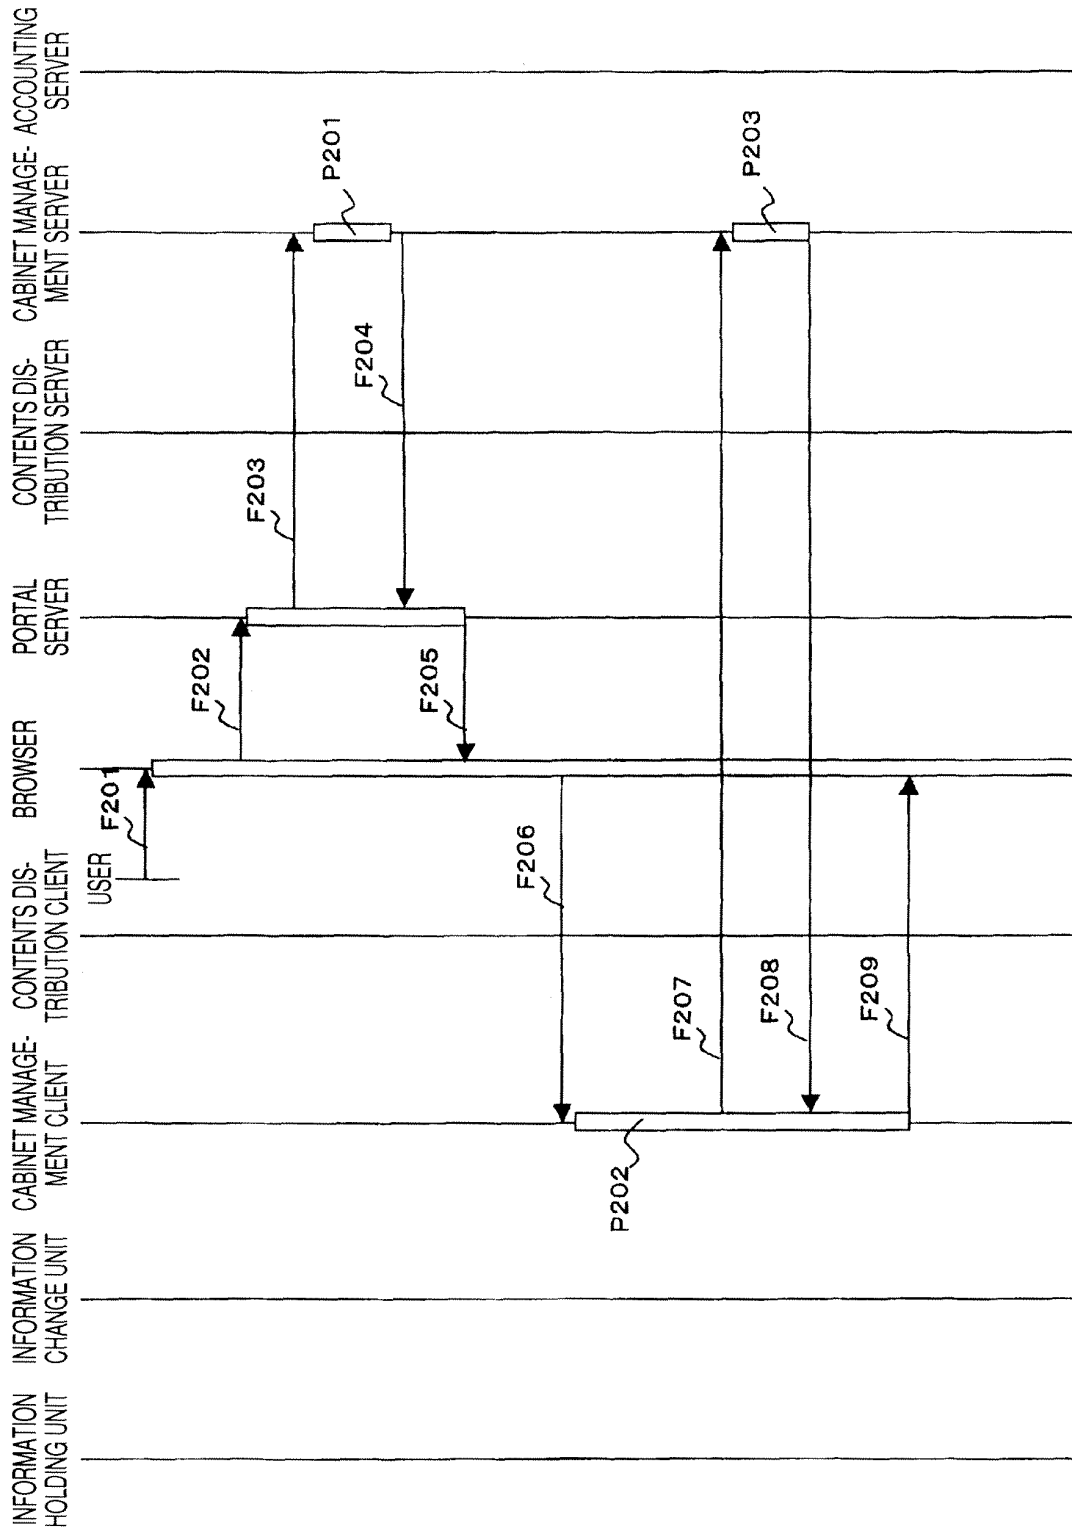 INFORMATION
HOLDING UNIT
INFORMATION
CHANGE UNIT
CABINET MANAGE-
MENT CLIENT
CONTENTS DIS-
TRIBUTION CLIENT
BROWSER
PORTAL
SERVER
CONTENTS DIS-
TRIBUTION SERVER
CABINET MANAGE-
MENT SERVER
ACCOUNTING
SERVER
USER
F201
F202
F203
P201
F204
F205
F206
P202
F207
P203
F208
F209